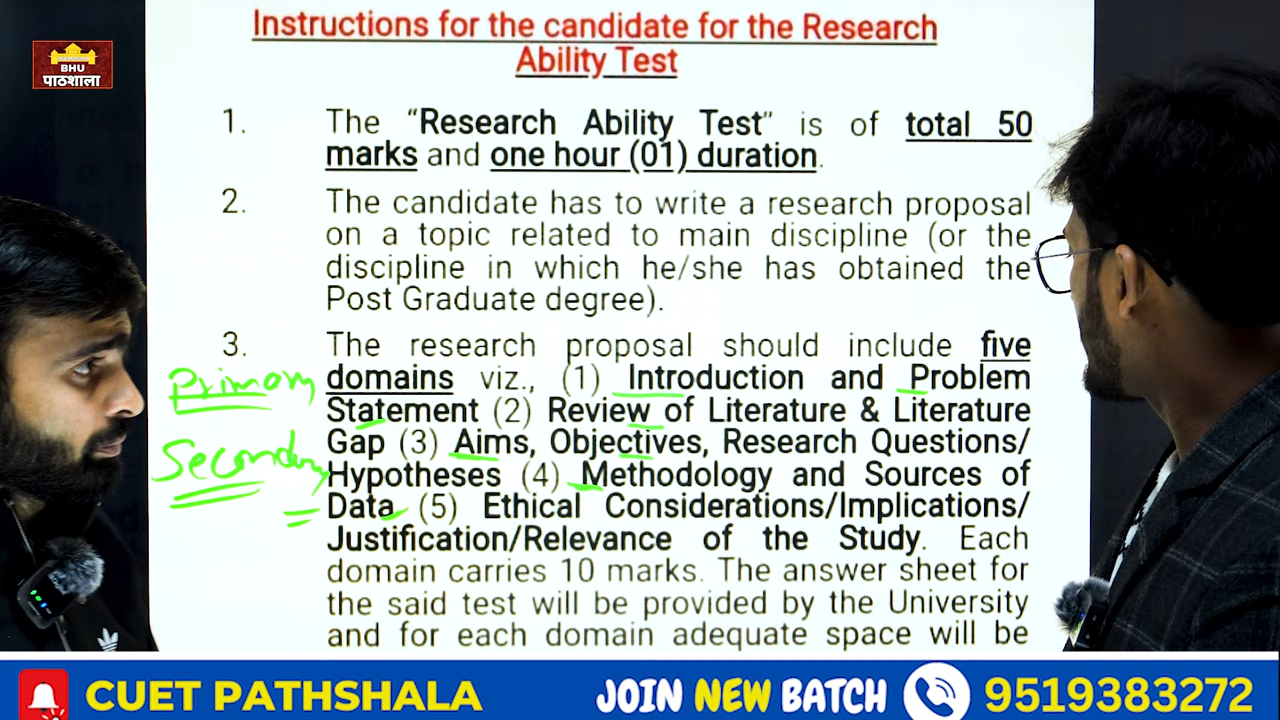 Instructions for the candidate for the Research
Ability Test
BHU
पाठशाला
1. The “Research Ability Test” is of total 50
marks and one hour (01) duration.
2. The candidate has to write a research proposal
on a topic related to main discipline (or the
discipline in which he/she has obtained the
Post Graduate degree).
3. The research proposal should include five
domains viz., (1) Introduction and Problem
Statement (2) Review of Literature & Literature
Gap (3) Aims, Objectives, Research Questions/
Hypotheses (4) Methodology and Sources of
Data (5) Ethical Considerations/Implications/
Justification/Relevance of the Study. Each
domain carries 10 marks. The answer sheet for
the said test will be provided by the University
and for each domain adequate space will be
Primary
Secondary
CUET PATHSHALA
JOIN NEW BATCH
9519383272